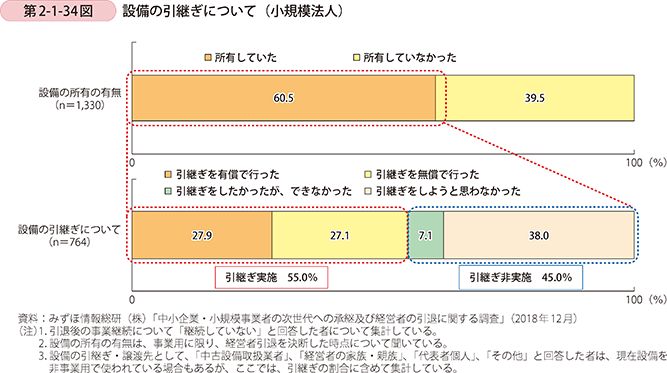 第2-1-34図 設備の引継ぎについて（小規模法人）
所有していた 所有していなかった
設備の所有の有無
（n＝1,330）
60.5 39.5
0 100（%）
引継ぎを有償で行った 引継ぎを無償で行った
引継ぎをしたかったが、できなかった 引継ぎをしようと思わなかった
設備の引継ぎについて
（n＝764）
27.9 27.1 7.1 38.0
引継ぎ実施 55.0% 引継ぎ非実施 45.0%
0 100（%）
資料：みずほ情報総研（株）「中小企業・小規模事業者の次世代への承継及び経営者の引退に関する調査」（2018年12月）
（注）1. 引退後の事業継続について「継続していない」と回答した者について集計している。
2. 設備の所有の有無は、事業用に限り、経営者引退を決断した時点について聞いている。
3. 設備の引継ぎ・譲渡先として、「中古設備取扱業者」、「経営者の家族・親族」、「代表者個人」、「その他」と回答した者は、現在設備を
非事業用で使われている場合もあるが、ここでは、引継ぎの割合に含めて集計している。